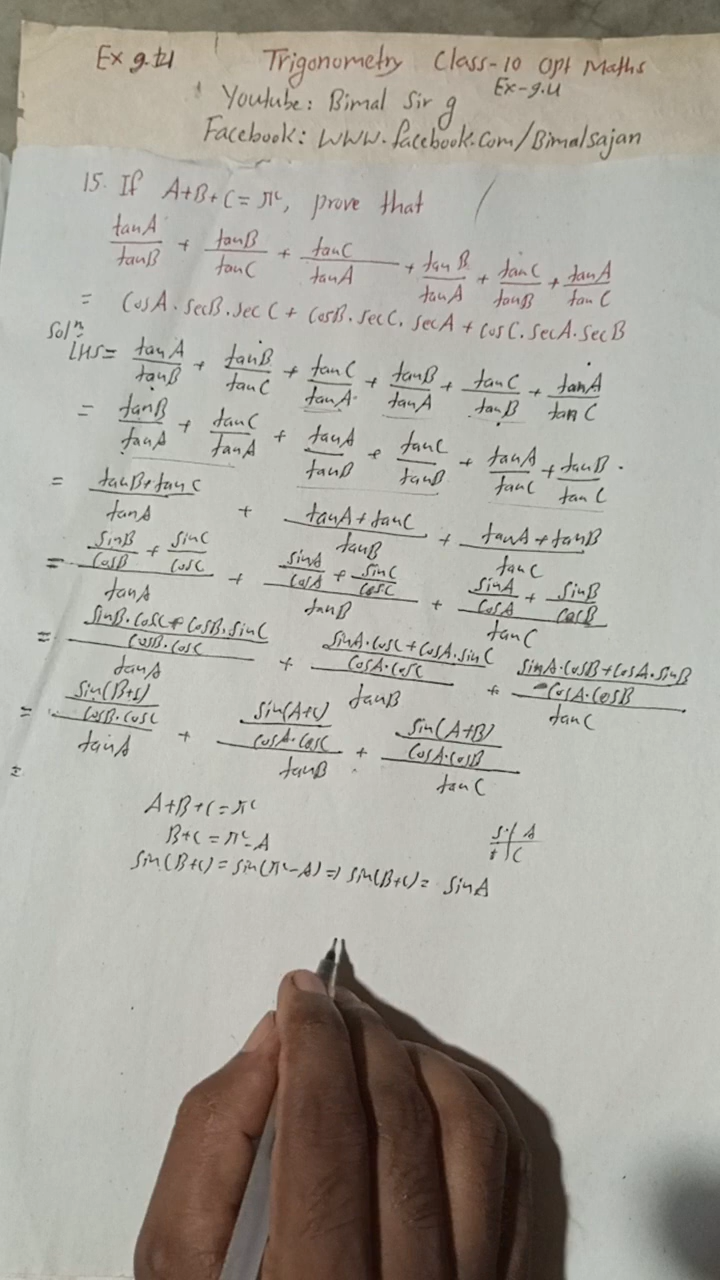 Ex 9.4 Trigonometry Class-10 Opt Maths
Ex-9.4
Youtube: Bimal Sir g
Facebook: WWW.facebook.Com/Bimalsajan
15. If A+B+C = πᶜ, prove that
tanA/tanB + tanB/tanC + tanC/tanA + tanB/tanA + tanC/tanB + tanA/tanC
= CosA. secB. sec C + CosB. secC. secA + cosC. secA. sec B
Solⁿ:
LHS = tanA/tanB + tanB/tanC + tanC/tanA + tanB/tanA + tanC/tanB + tanA/tanC
= tanB/tanA + tanC/tanA + tanA/tanB + tanC/tanB + tanA/tanC + tanB/tanC
= (tanB+tanC)/tanA + (tanA+tanC)/tanB + (tanA+tanB)/tanC
= (sinB/cosB + sinC/cosC)/tanA + (sinA/cosA + sinC/cosC)/tanB + (sinA/cosA + sinB/cosB)/tanC
= ((sinB.cosC+cosB.sinC)/(cosB.cosC))/tanA + ((sinA.cosC+cosA.sinC)/(cosA.cosC))/tanB + ((sinA.cosB+cosA.sinB)/(cosA.cosB))/tanC
= (sin(B+C)/(cosB.cosC))/tanA + (sin(A+C)/(cosA.cosC))/tanB + (sin(A+B)/(cosA.cosB))/tanC
=
A+B+C = πᶜ
B+C = πᶜ-A
S A
t C
sin(B+C) = sin(πᶜ-A) ⇒ sin(B+C) = sinA